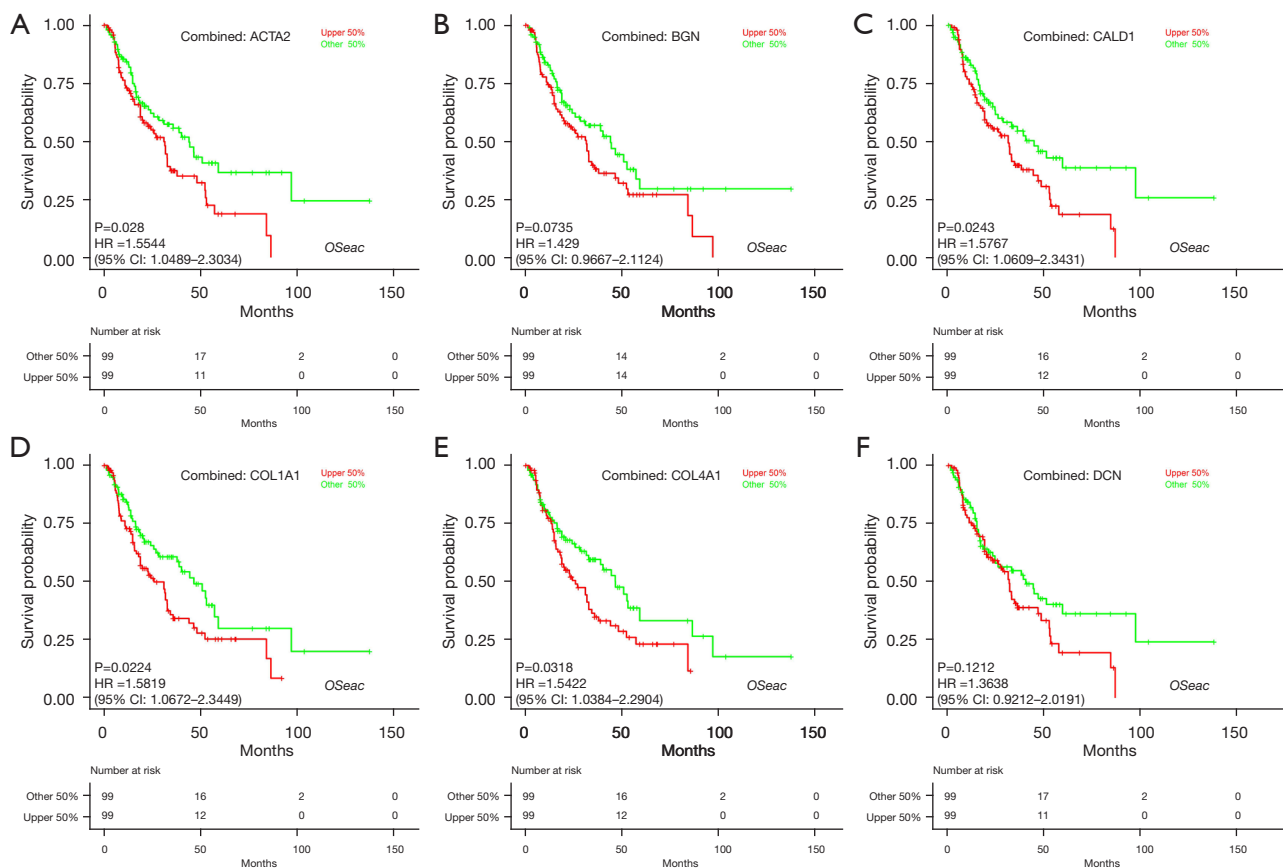 A
Combined: ACTA2
Upper 50%
Other 50%
1.00
0.75
0.50
0.25
0.00
Survival probability
P=0.028
HR =1.5544
(95% CI: 1.0489–2.3034)
OSeac
0 50 100 150
Months
Number at risk
Other 50% 99 17 2 0
Upper 50% 99 11 0 0
0 50 100 150
Months
B
Combined: BGN
Upper 50%
Other 50%
1.00
0.75
0.50
0.25
0.00
Survival probability
P=0.0735
HR =1.429
(95% CI: 0.9667–2.1124)
OSeac
0 50 100 150
Months
Number at risk
Other 50% 99 14 2 0
Upper 50% 99 14 0 0
0 50 100 150
Months
C
Combined: CALD1
Upper 50%
Other 50%
1.00
0.75
0.50
0.25
0.00
Survival probability
P=0.0243
HR =1.5767
(95% CI: 1.0609–2.3431)
OSeac
0 50 100 150
Months
Number at risk
Other 50% 99 16 2 0
Upper 50% 99 12 0 0
0 50 100 150
Months
D
Combined: COL1A1
Upper 50%
Other 50%
1.00
0.75
0.50
0.25
0.00
Survival probability
P=0.0224
HR =1.5819
(95% CI: 1.0672–2.3449)
OSeac
0 50 100 150
Months
Number at risk
Other 50% 99 16 2 0
Upper 50% 99 12 0 0
0 50 100 150
Months
E
Combined: COL4A1
Upper 50%
Other 50%
1.00
0.75
0.50
0.25
0.00
Survival probability
P=0.0318
HR =1.5422
(95% CI: 1.0384–2.2904)
OSeac
0 50 100 150
Months
Number at risk
Other 50% 99 16 2 0
Upper 50% 99 12 0 0
0 50 100 150
Months
F
Combined: DCN
Upper 50%
Other 50%
1.00
0.75
0.50
0.25
0.00
Survival probability
P=0.1212
HR =1.3638
(95% CI: 0.9212–2.0191)
OSeac
0 50 100 150
Months
Number at risk
Other 50% 99 17 2 0
Upper 50% 99 11 0 0
0 50 100 150
Months